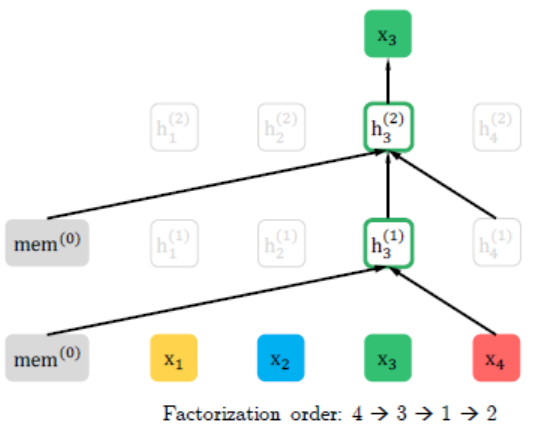 x₃
h₁⁽²⁾ h₂⁽²⁾ h₃⁽²⁾ h₄⁽²⁾
mem⁽⁰⁾ h₁⁽¹⁾ h₂⁽¹⁾ h₃⁽¹⁾ h₄⁽¹⁾
mem⁽⁰⁾ x₁ x₂ x₃ x₄
Factorization order: 4 → 3 → 1 → 2